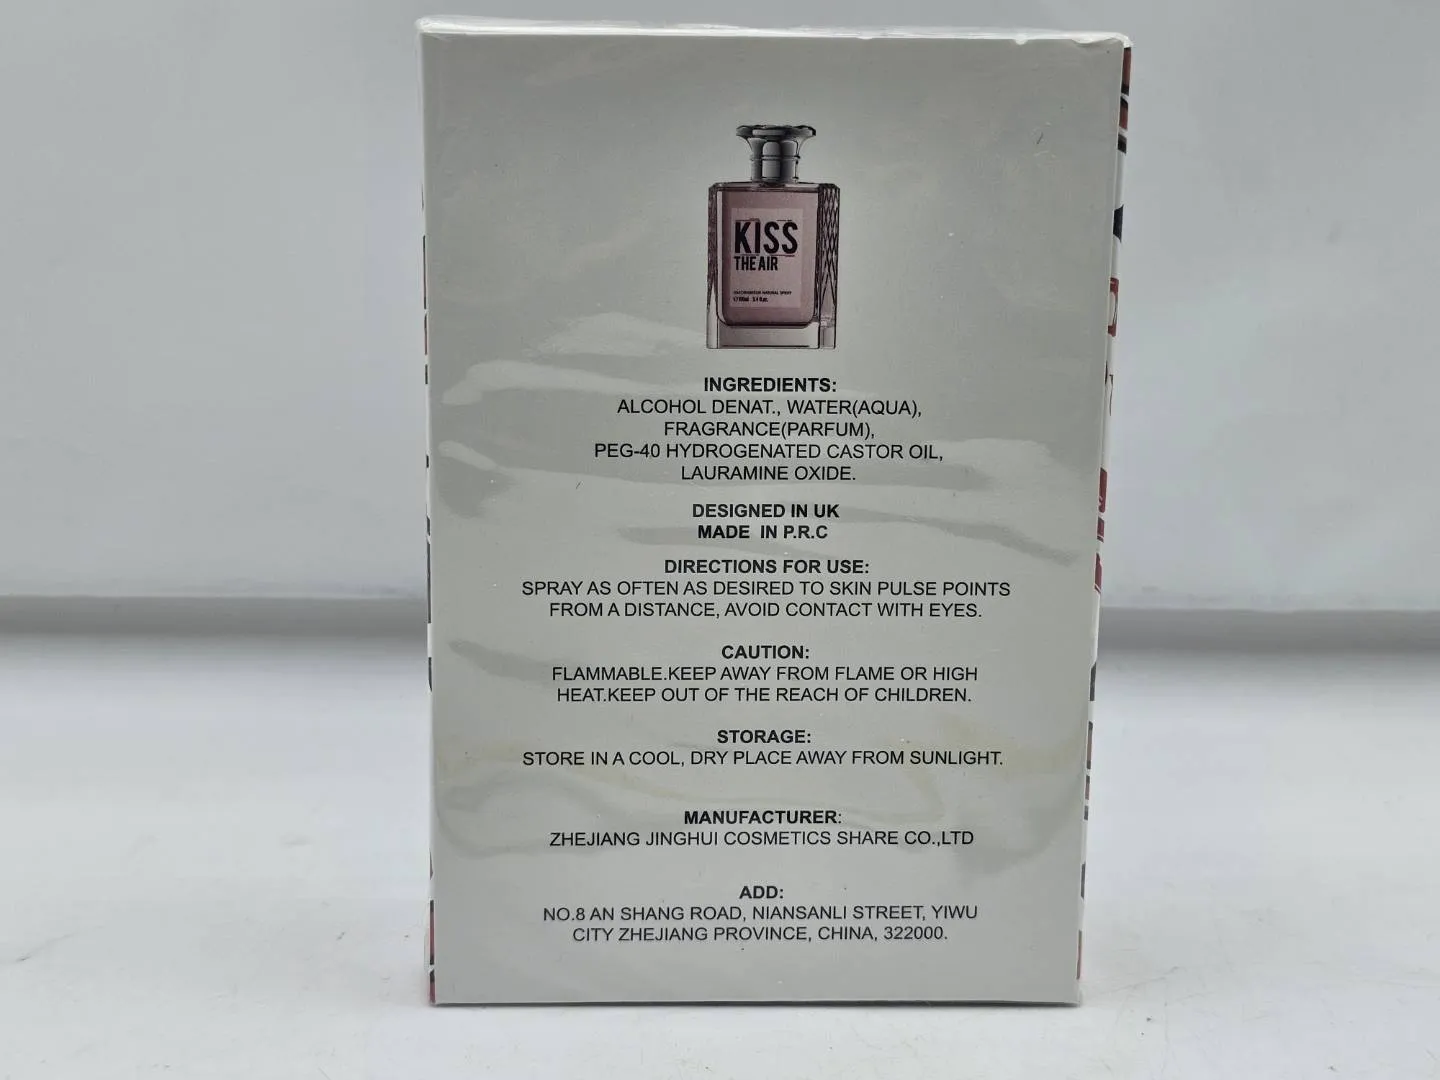 KISS
THE AIR
INGREDIENTS:
ALCOHOL DENAT., WATER(AQUA),
FRAGRANCE(PARFUM),
PEG-40 HYDROGENATED CASTOR OIL,
LAURAMINE OXIDE.
DESIGNED IN UK
MADE IN P.R.C
DIRECTIONS FOR USE:
SPRAY AS OFTEN AS DESIRED TO SKIN PULSE POINTS
FROM A DISTANCE, AVOID CONTACT WITH EYES.
CAUTION:
FLAMMABLE.KEEP AWAY FROM FLAME OR HIGH
HEAT.KEEP OUT OF THE REACH OF CHILDREN.
STORAGE:
STORE IN A COOL, DRY PLACE AWAY FROM SUNLIGHT.
MANUFACTURER:
ZHEJIANG JINGHUI COSMETICS SHARE CO.,LTD
ADD:
NO.8 AN SHANG ROAD, NIANSANLI STREET, YIWU
CITY ZHEJIANG PROVINCE, CHINA, 322000.